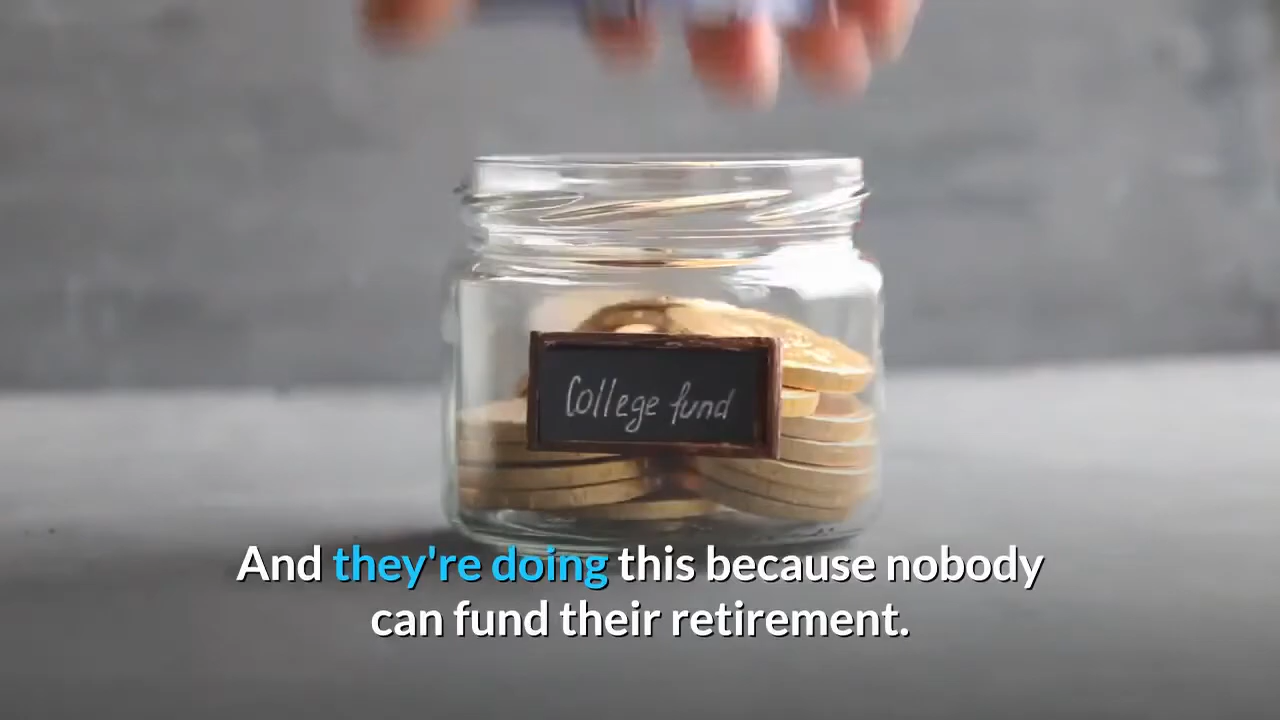 College fund
And they're doing this because nobody
can fund their retirement.